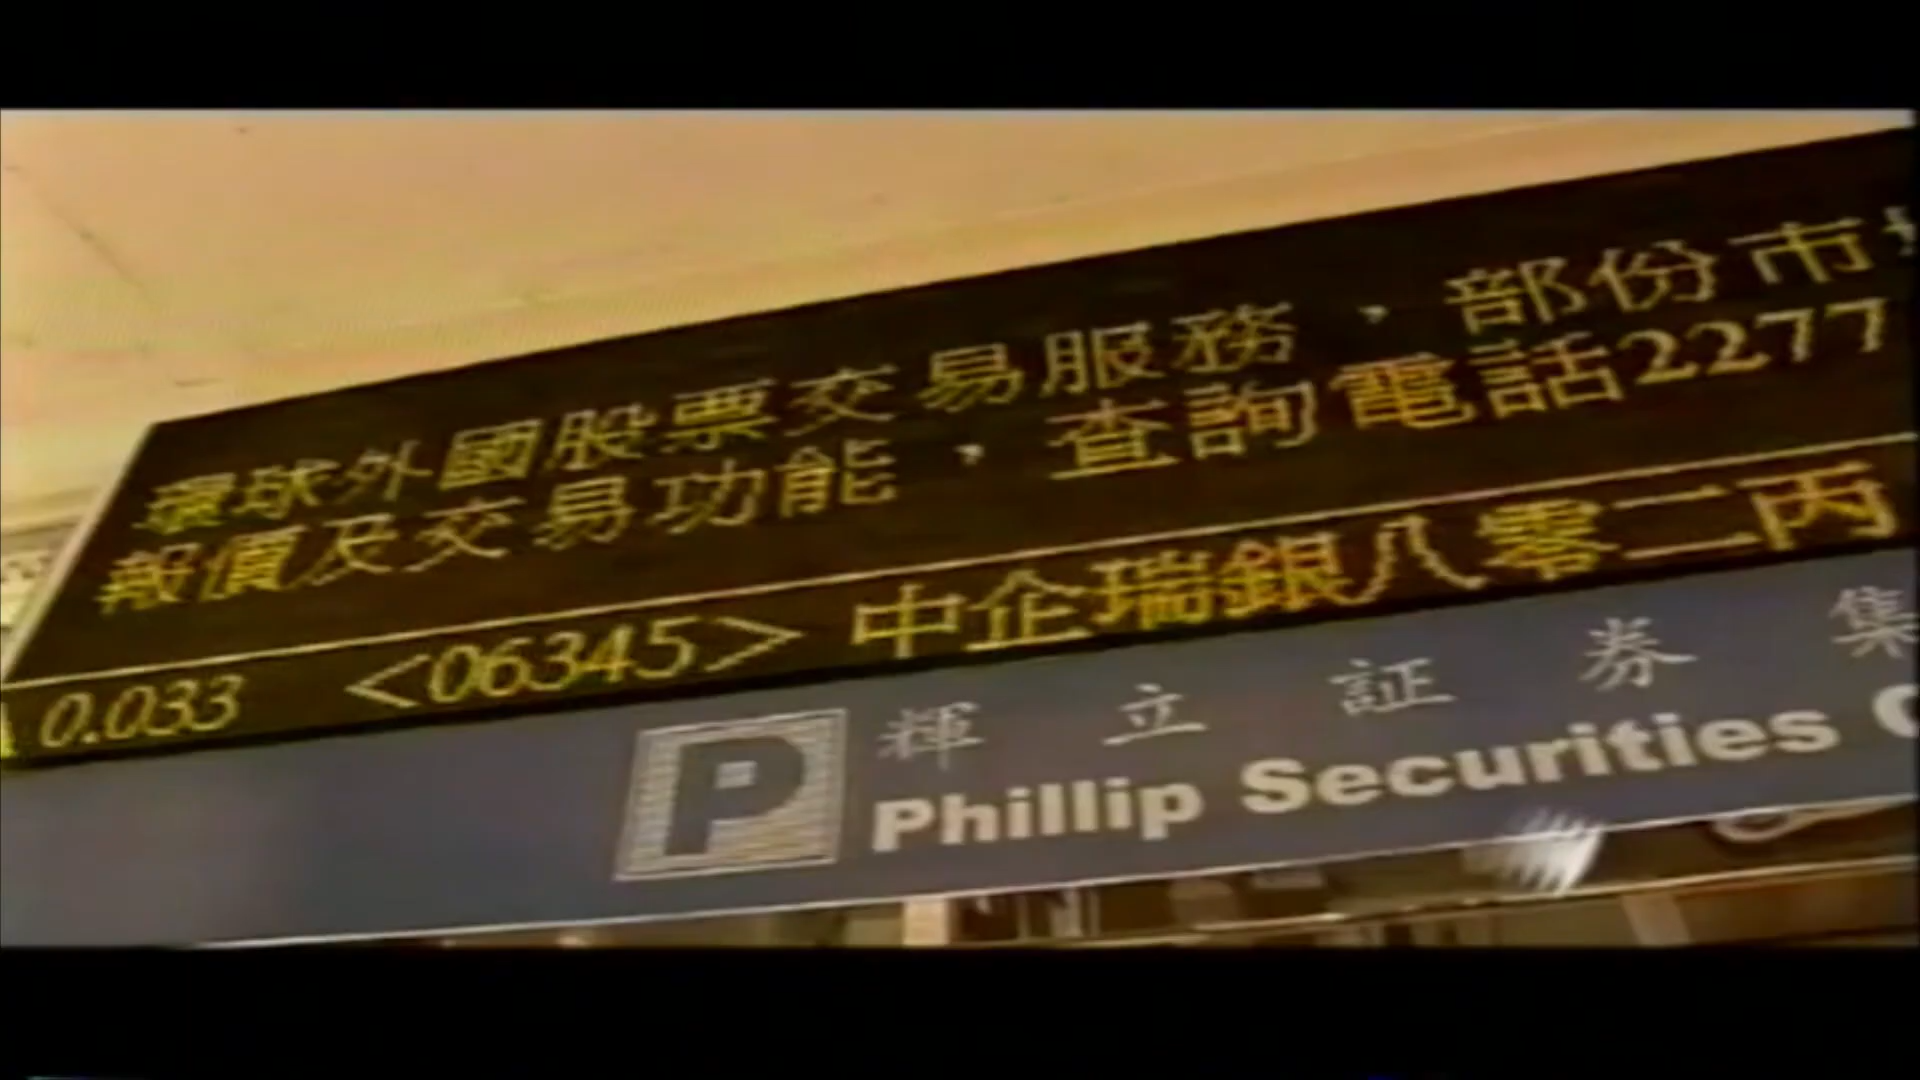 環球外國股票交易服務，部份市
報價及交易功能，查詢電話2277
0.033 <06345> 中企瑞銀八零二丙
輝立証券集
P
Phillip Securities